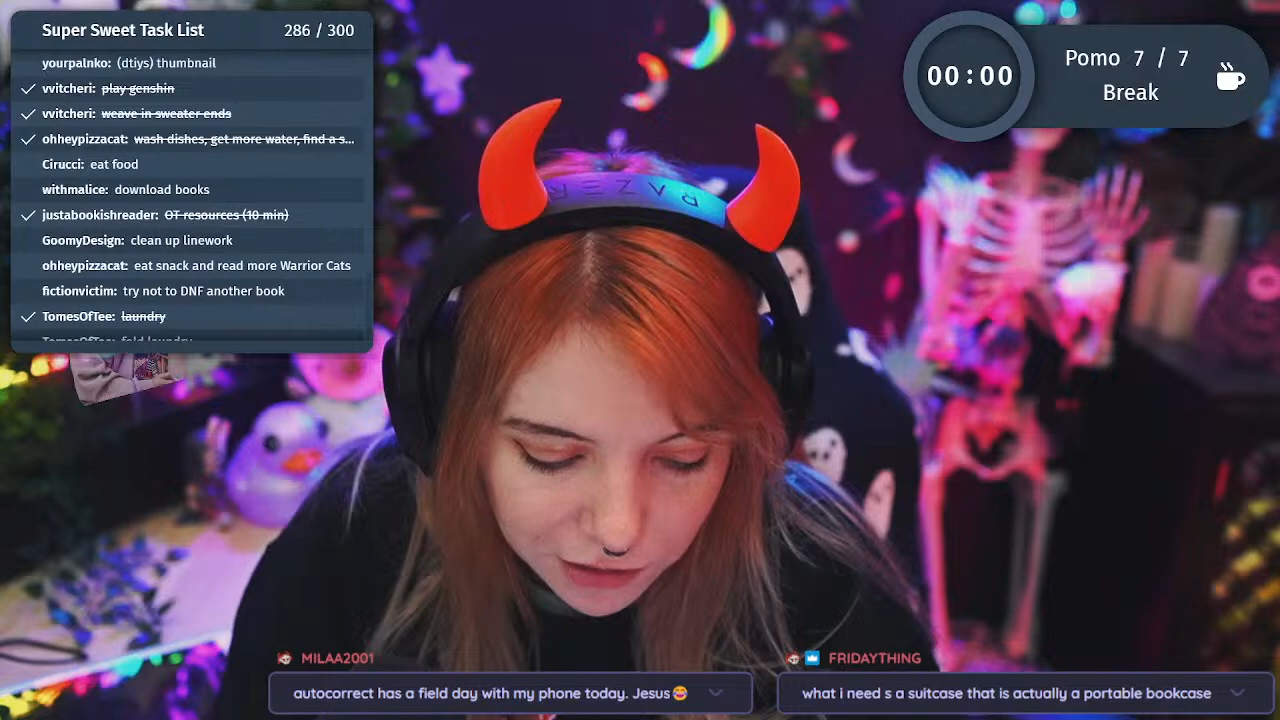 Super Sweet Task List 286 / 300
yourpalnko: (dtiys) thumbnail
vvitcheri: play genshin
vvitcheri: weave in sweater ends
ohheypizzacat: wash dishes, get more water, find a s...
Cirucci: eat food
withmalice: download books
justabookishreader: OT resources (10 min)
GoomyDesign: clean up linework
ohheypizzacat: eat snack and read more Warrior Cats
fictionvictim: try not to DNF another book
TomesOfTee: laundry
TomesOfTee: fold laundry
00:00
Pomo 7 / 7
Break
RAZER
MILAA2001
autocorrect has a field day with my phone today. Jesus😂
FRIDAYTHING
what i need s a suitcase that is actually a portable bookcase